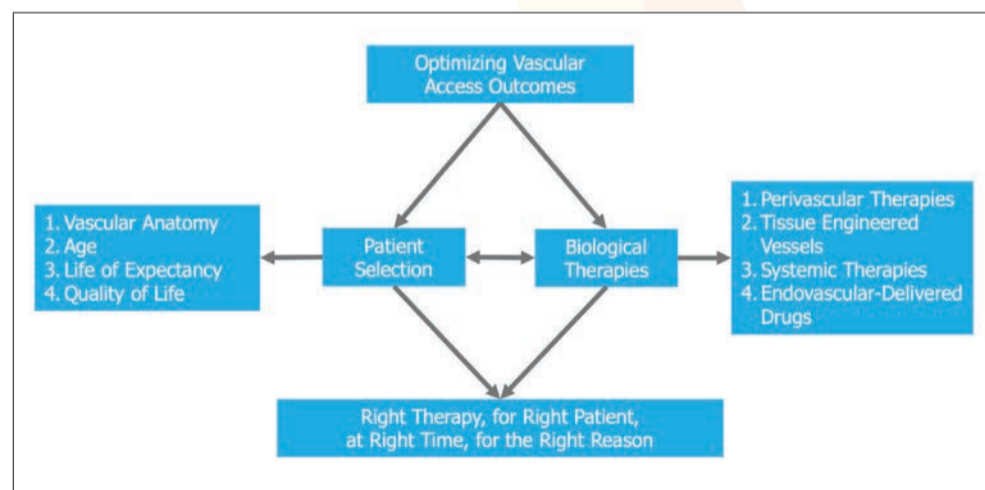 Optimizing Vascular
Access Outcomes
1. Vascular Anatomy
2. Age
3. Life of Expectancy
4. Quality of Life
Patient
Selection
Biological
Therapies
1. Perivascular Therapies
2. Tissue Engineered
Vessels
3. Systemic Therapies
4. Endovascular-Delivered
Drugs
Right Therapy, for Right Patient,
at Right Time, for the Right Reason